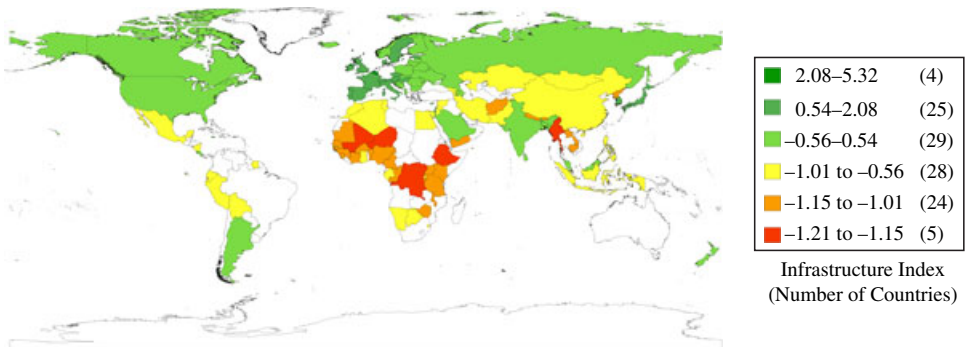 2.08–5.32 (4)
0.54–2.08 (25)
–0.56–0.54 (29)
–1.01 to –0.56 (28)
–1.15 to –1.01 (24)
–1.21 to –1.15 (5)
Infrastructure Index
(Number of Countries)